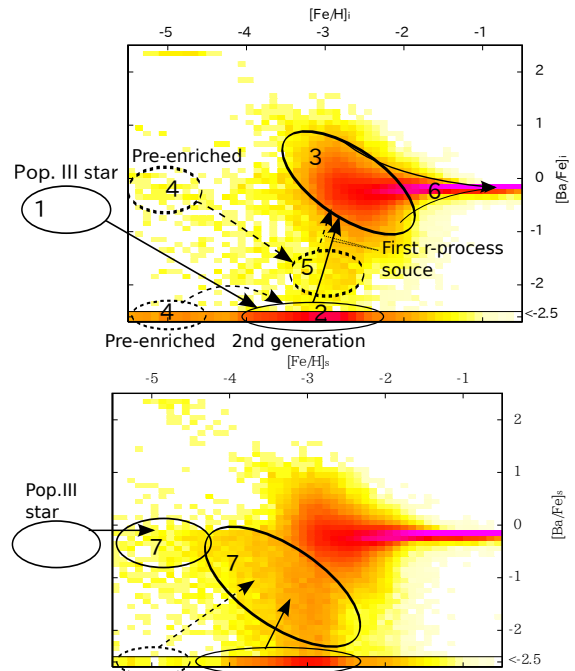 [Fe/H]i
-5 -4 -3 -2 -1
2
1
0
-1
-2
<-2.5
[Ba/Fe]i
Pop. III star
1
Pre-enriched
4
3
6
5
First r-process
souce
4
2
Pre-enriched 2nd generation
[Fe/H]s
-5 -4 -3 -2 -1
2
1
0
-1
-2
<-2.5
[Ba/Fe]s
Pop.III
star
7
7